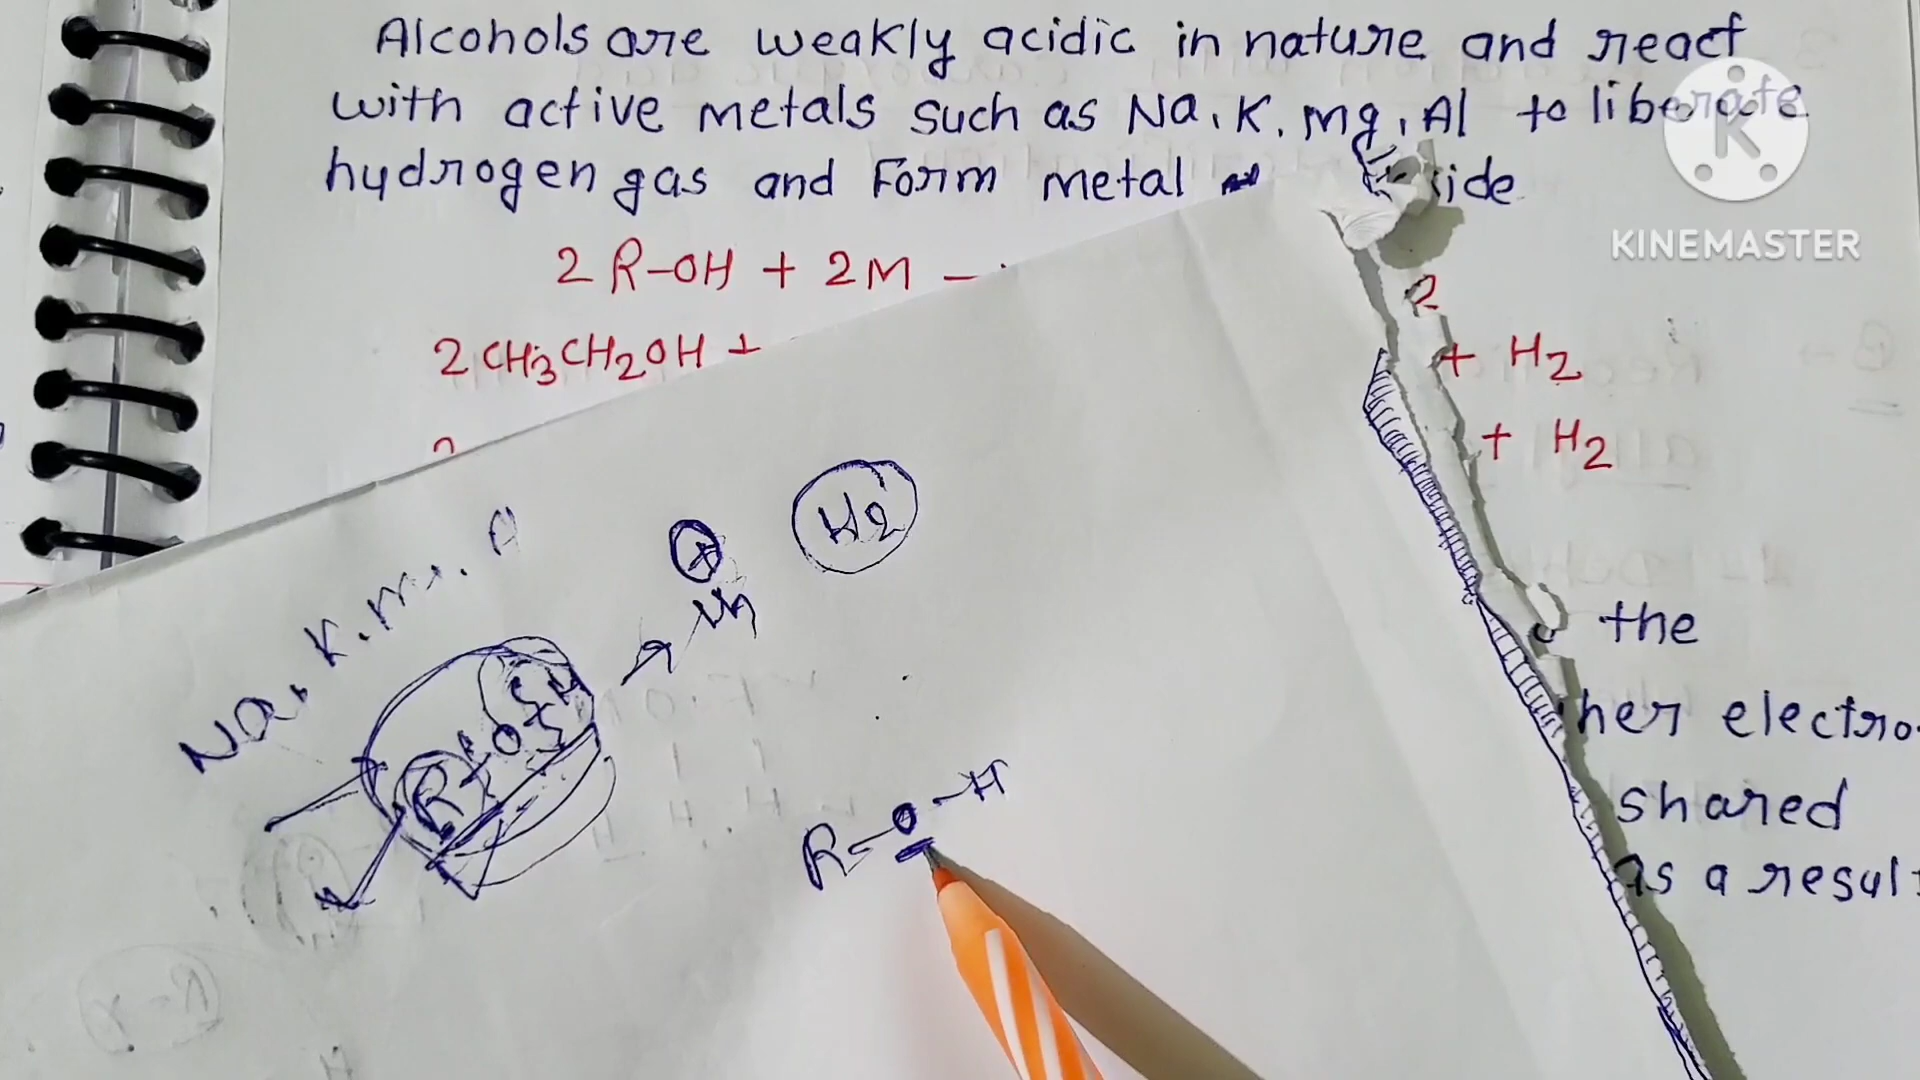 Alcohols are weakly acidic in nature and react
with active metals such as Na, K, Mg, Al to liberate
hydrogen gas and Form metal ide
K
KINEMASTER
2 R-OH + 2M —
2
2 CH3CH2OH +
+ H2
+ H2
H2
Na, K.
R-O-H
R-O-H
the
her electro
shared
as a result